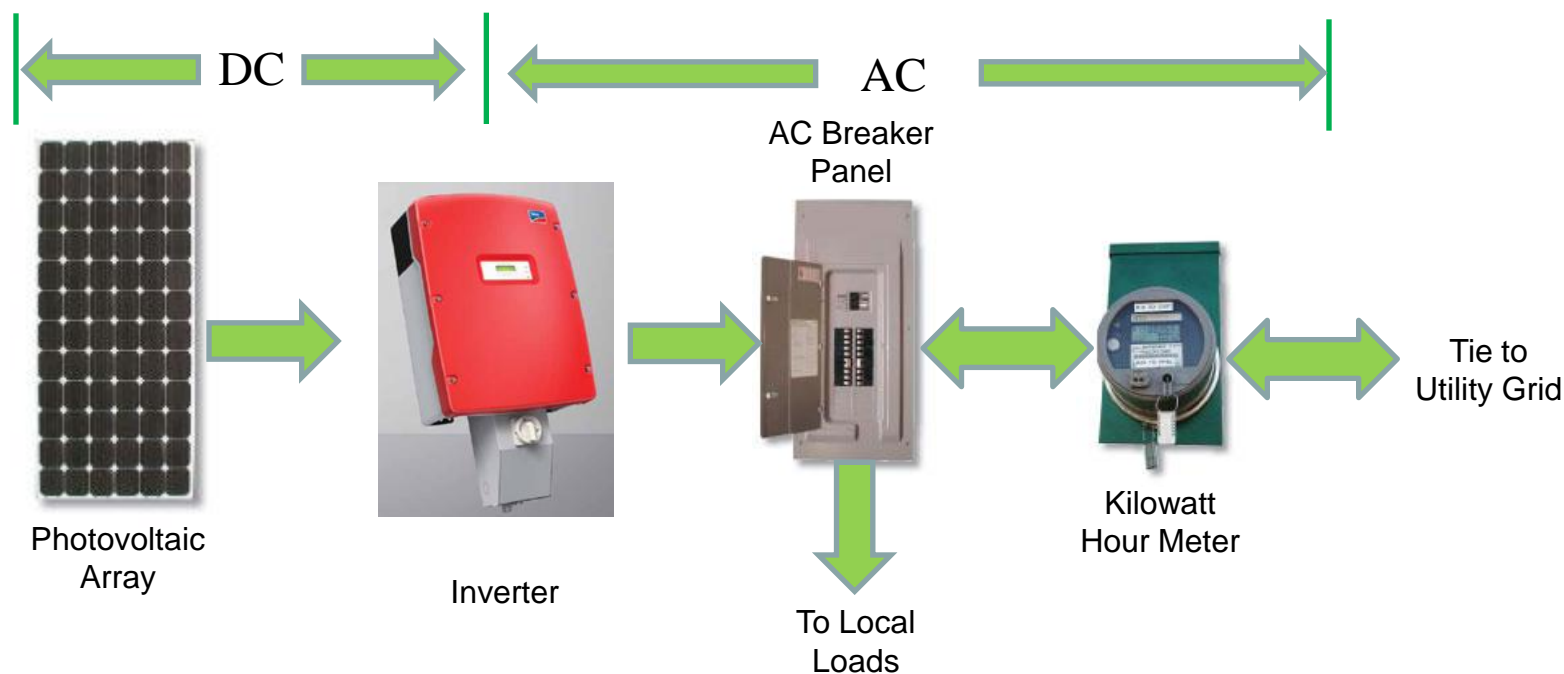 DC
AC
AC Breaker
Panel
Photovoltaic
Array
Inverter
To Local
Loads
Kilowatt
Hour Meter
Tie to
Utility Grid